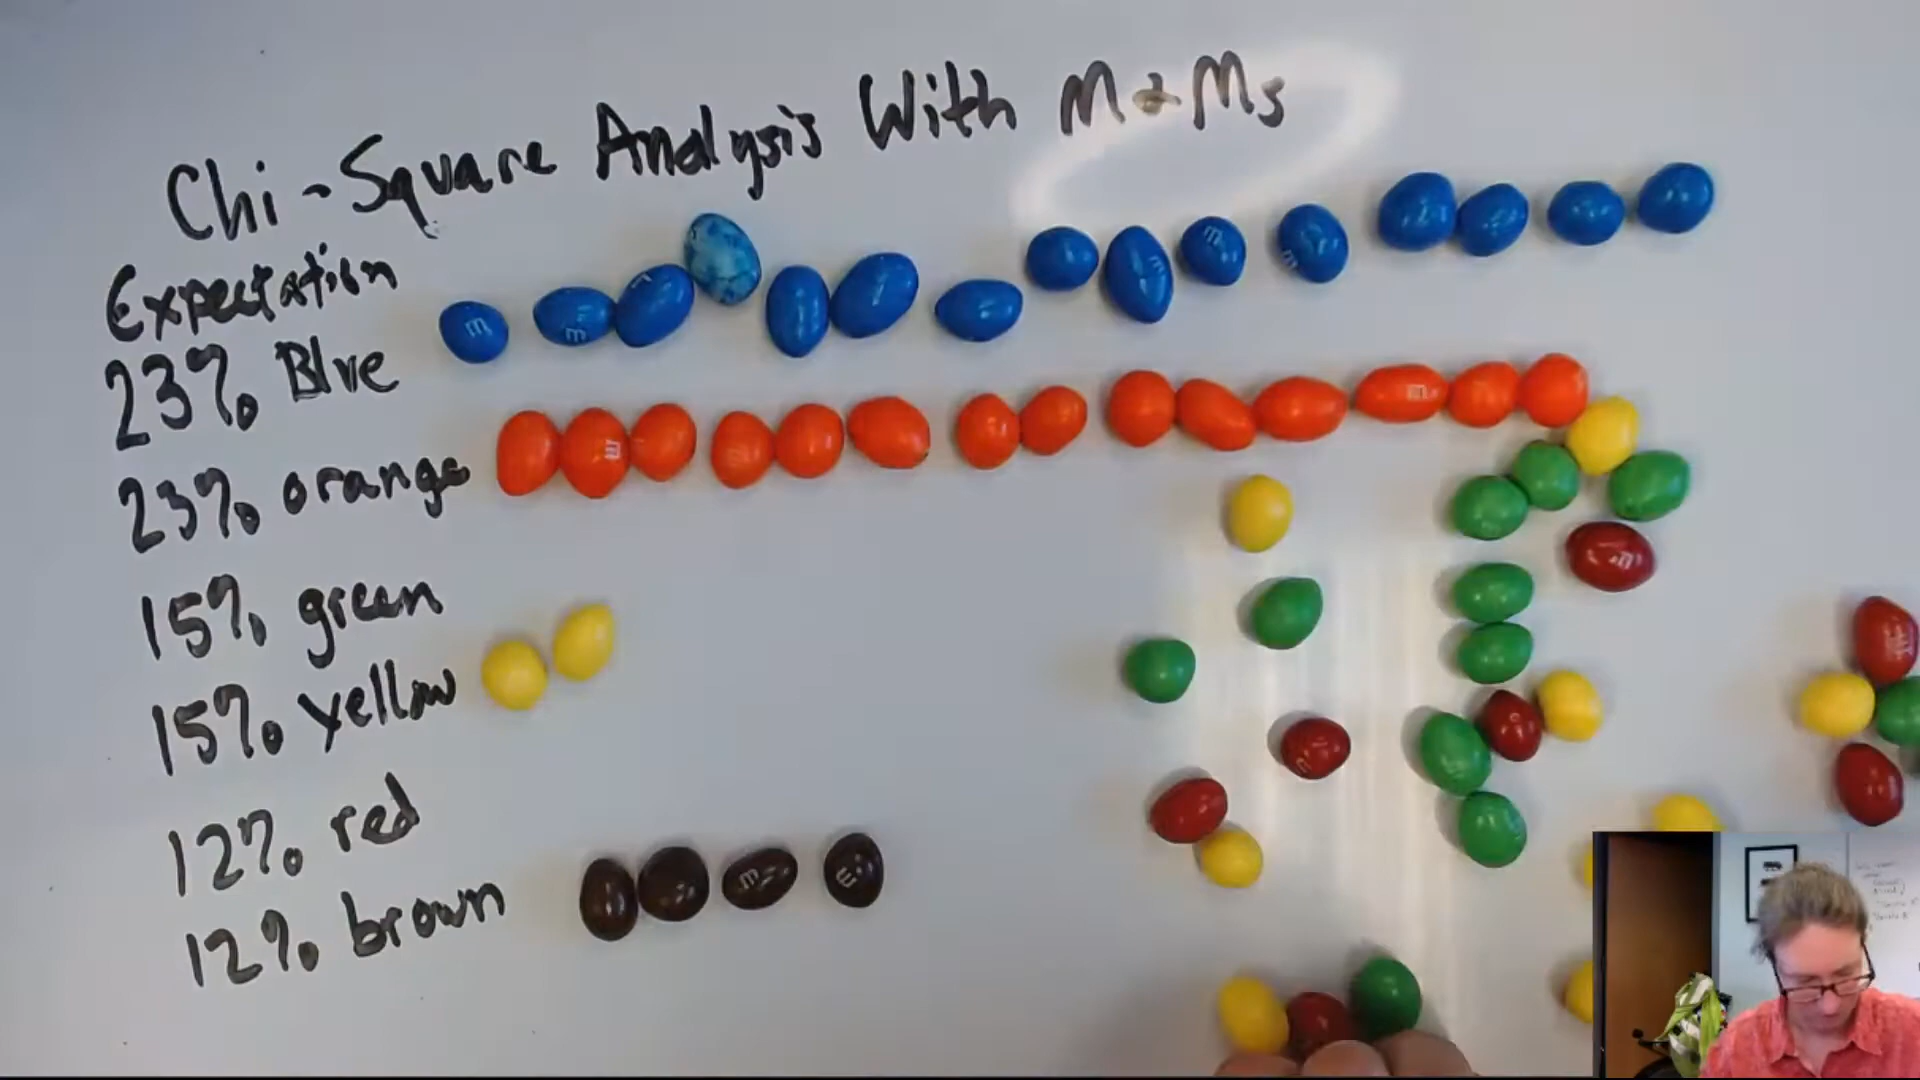 Chi-Square Analysis With M&Ms
Expectation
23% Blue
23% orange
15% green
15% yellow
12% red
12% brown
m
m
m
m
m
m
m
m
m
m
m